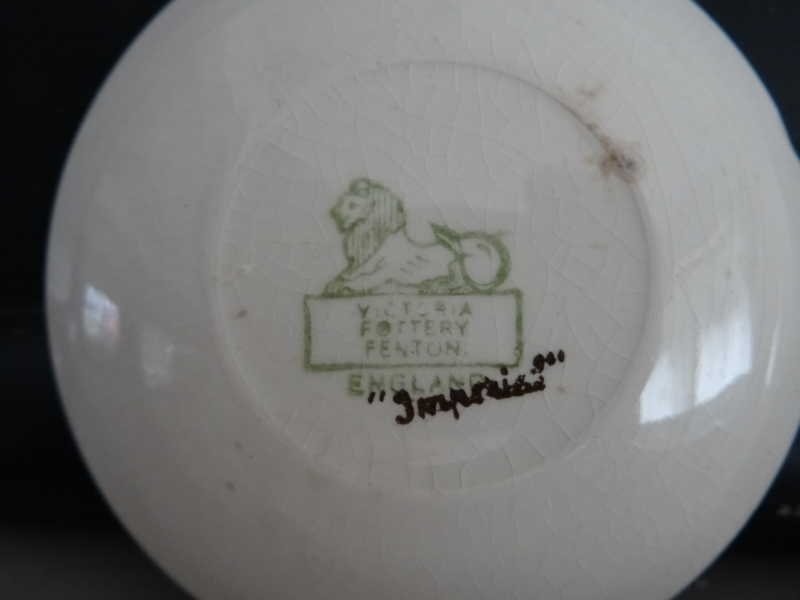 VICTORIA
POTTERY
FENTON.
ENGLAND
"Imperial"